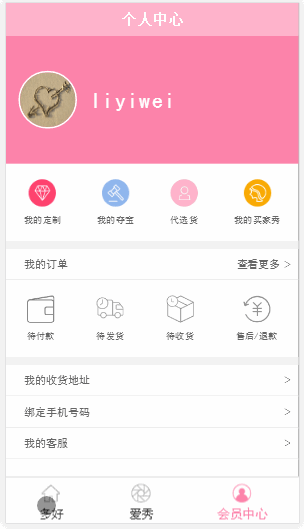 个人中心
liyiwei
我的定制 我的夺宝 代选货 我的买家秀
我的订单 查看更多 >
待付款 待发货 待收货 售后/退款
我的收货地址 >
绑定手机号码 >
我的客服 >
多好 爱秀 会员中心